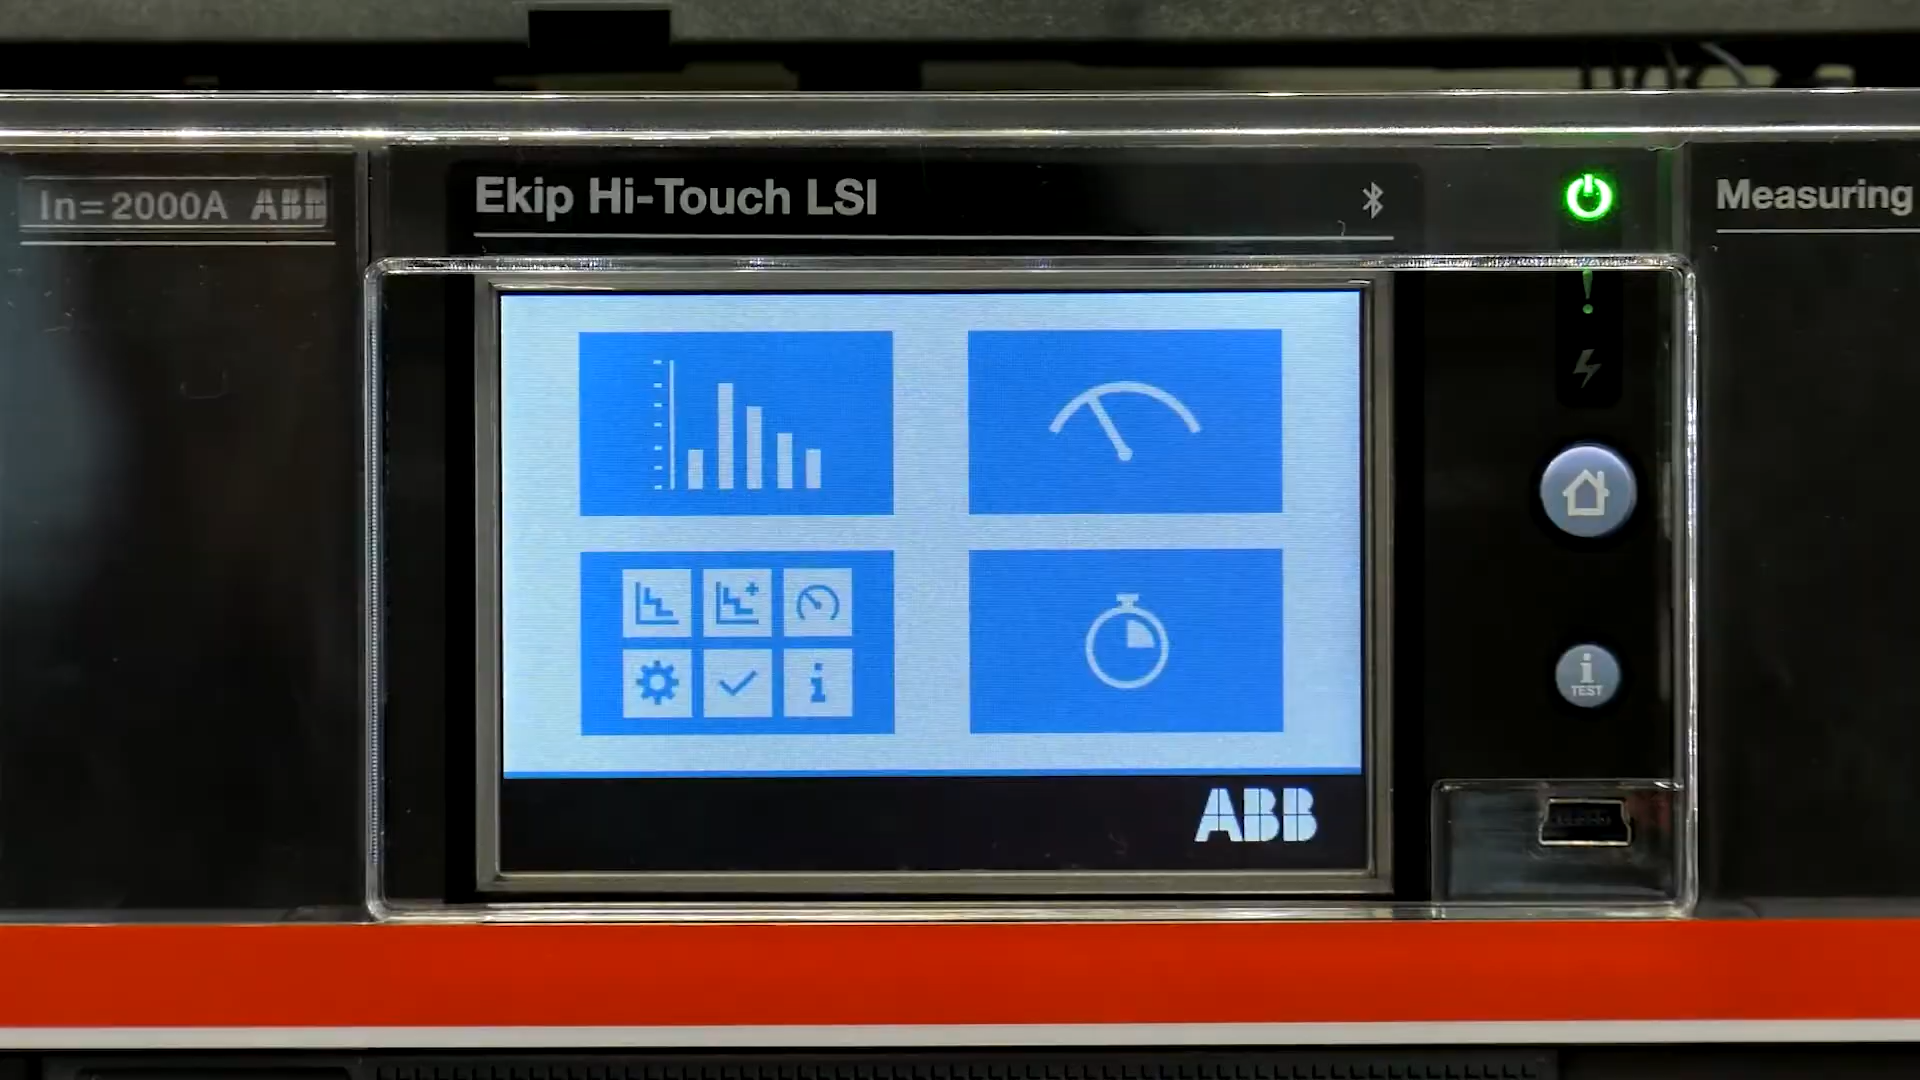 In=2000A ABB
Ekip Hi-Touch LSI
Measuring
i
TEST
i
ABB